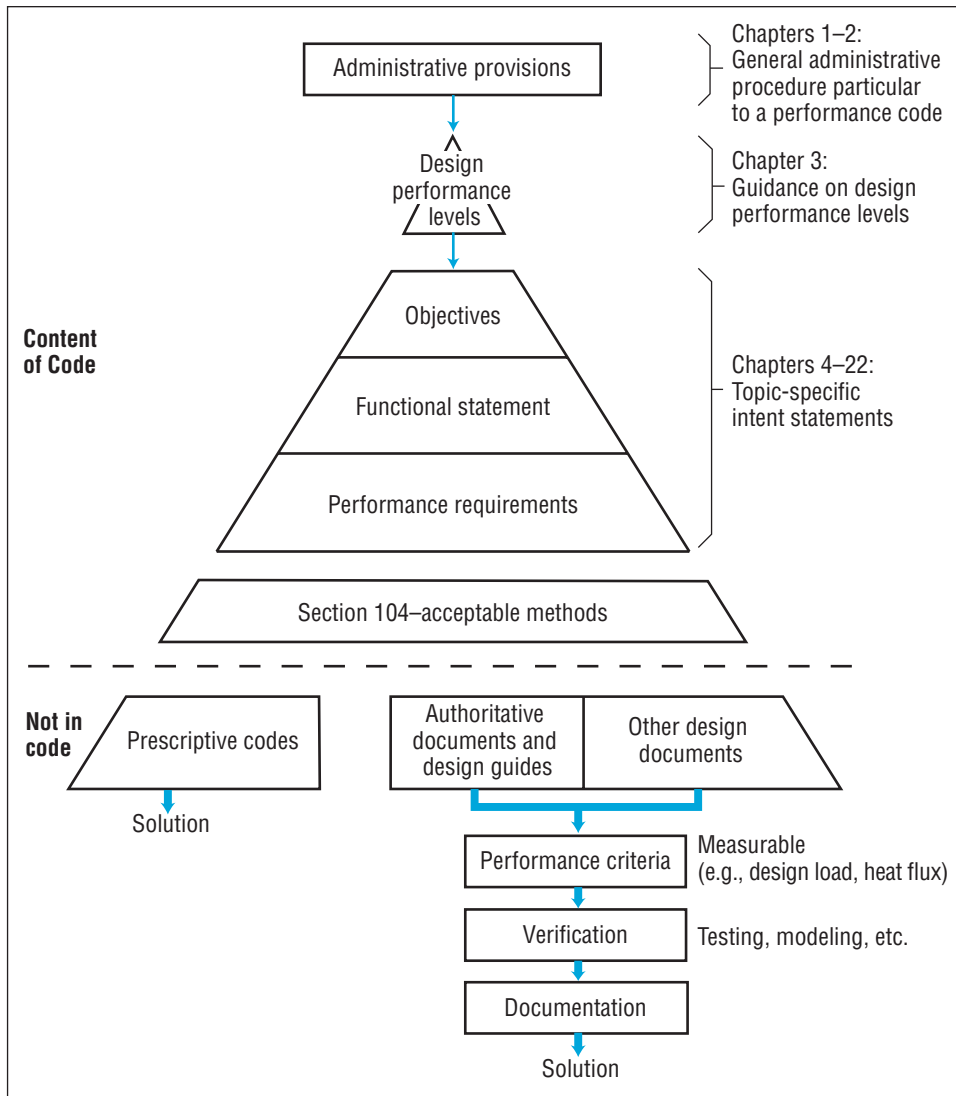 Administrative provisions
Chapters 1–2:
General administrative
procedure particular
to a performance code
Design
performance
levels
Chapter 3:
Guidance on design
performance levels
Content
of Code
Objectives
Functional statement
Performance requirements
Chapters 4–22:
Topic-specific
intent statements
Section 104–acceptable methods
Not in
code
Prescriptive codes
Solution
Authoritative
documents and
design guides
Other design
documents
Performance criteria
Measurable
(e.g., design load, heat flux)
Verification
Testing, modeling, etc.
Documentation
Solution